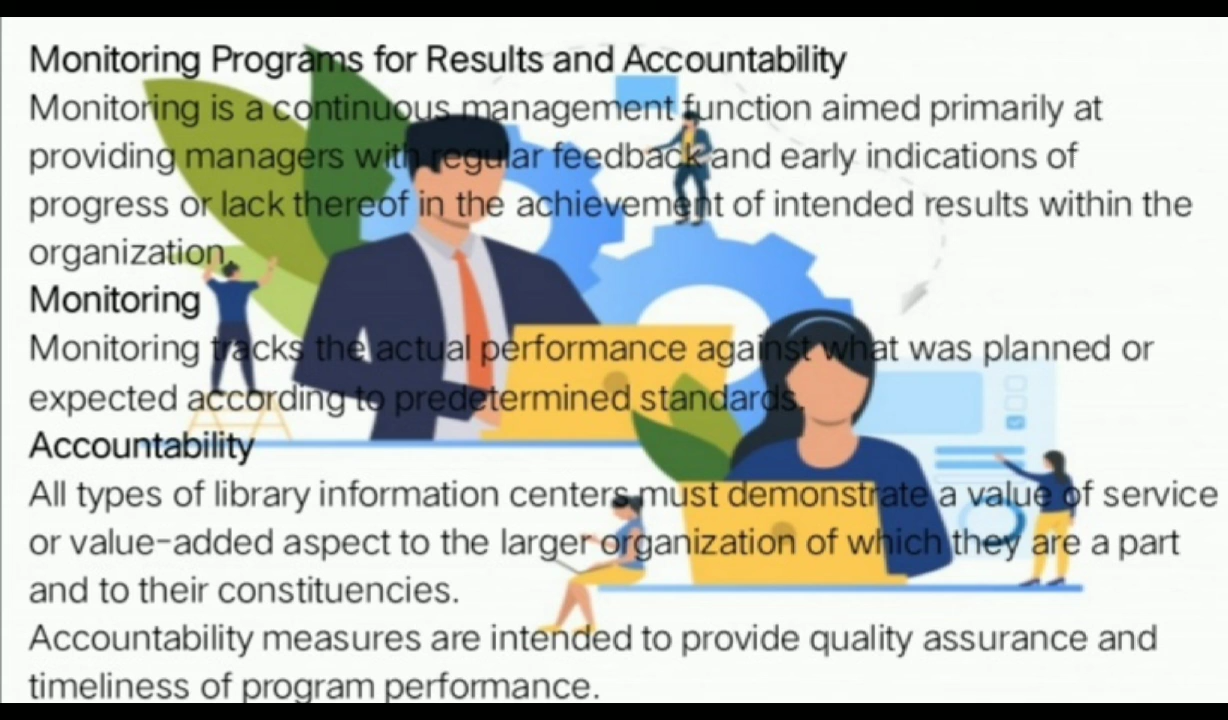 Monitoring Programs for Results and Accountability
Monitoring is a continuous management function aimed primarily at
providing managers with regular feedback and early indications of
progress or lack thereof in the achievement of intended results within the
organization.
Monitoring
Monitoring tracks the actual performance against what was planned or
expected according to predetermined standards.
Accountability
All types of library information centers must demonstrate a value of service
or value-added aspect to the larger organization of which they are a part
and to their constituencies.
Accountability measures are intended to provide quality assurance and
timeliness of program performance.